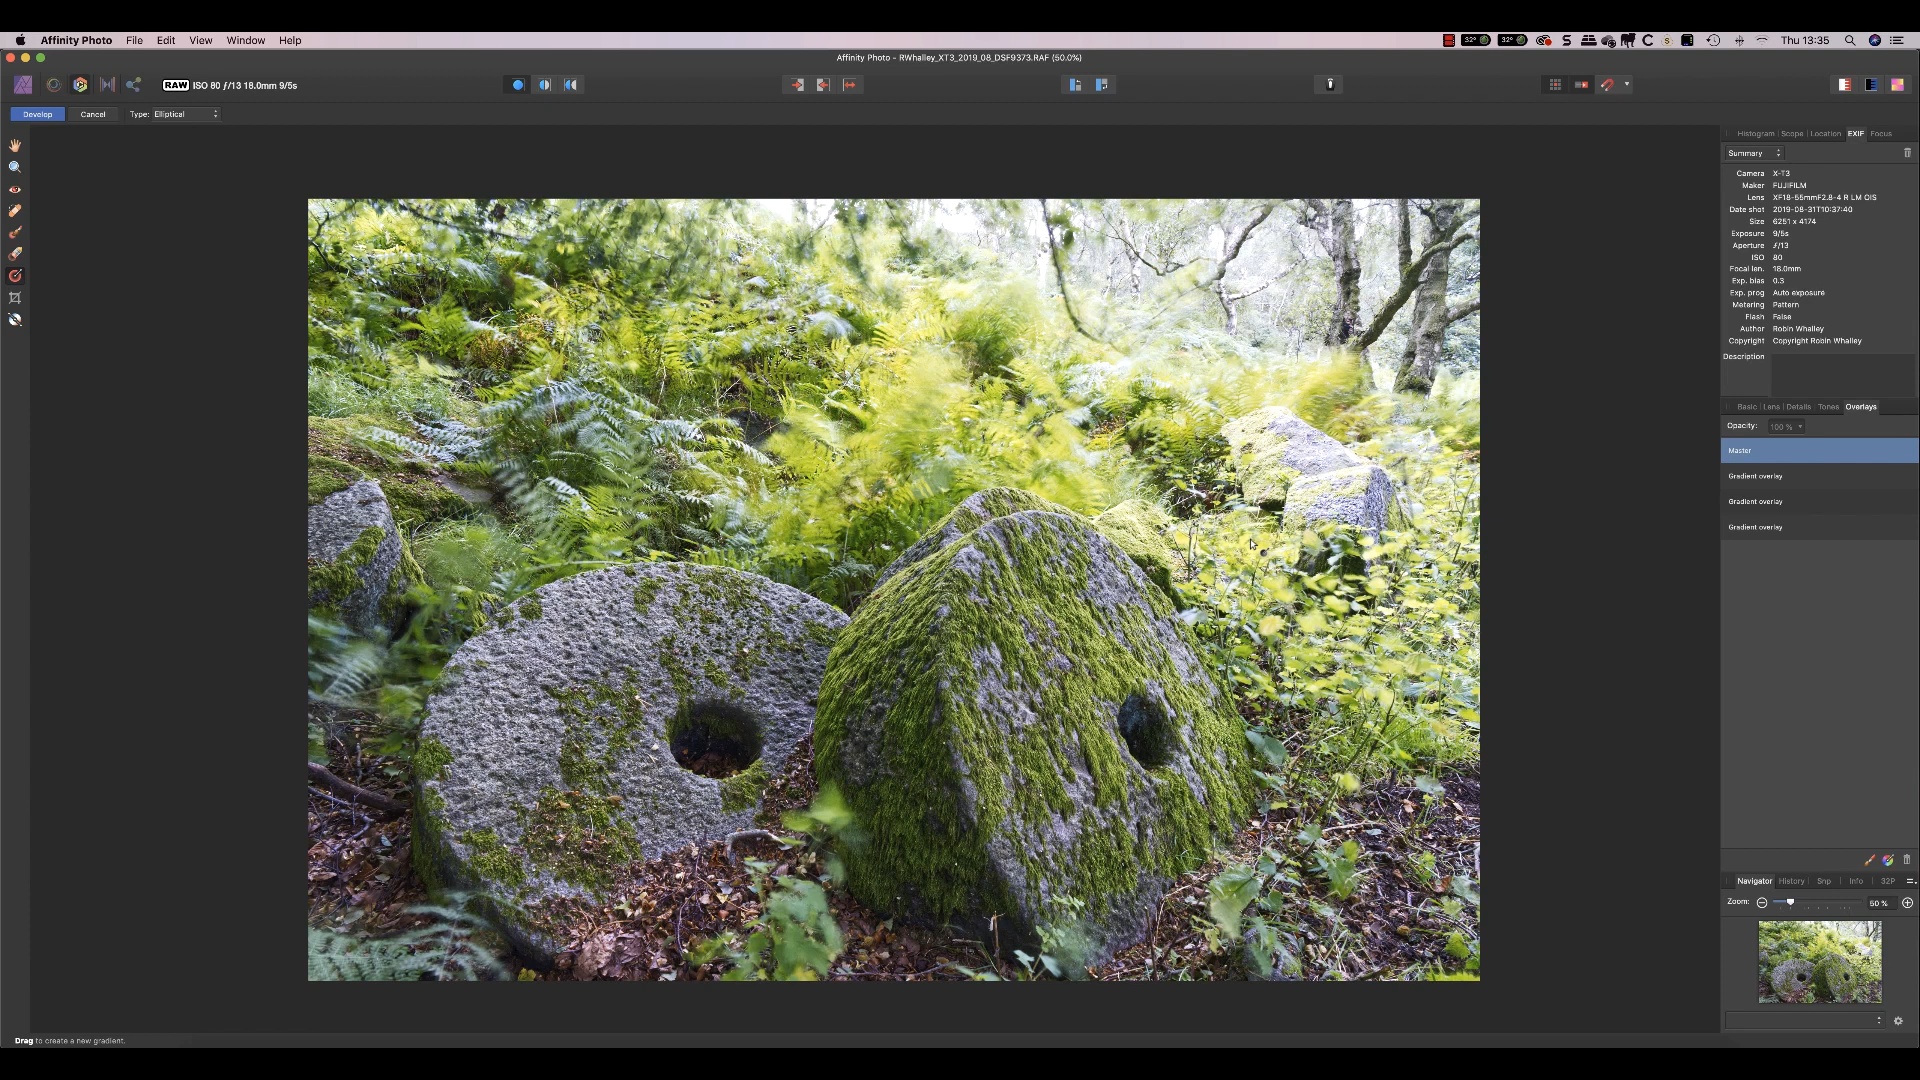 Affinity Photo File Edit View Window Help 32° 32° Thu 13:35
Affinity Photo - RWhalley_XT3_2019_08_DSF9373.RAF (50.0%)
RAW ISO 80 ƒ/13 18.0mm 9/5s
Develop Cancel Type: Elliptical
Histogram Scope Location EXIF Focus
Summary
Camera X-T3
Maker FUJIFILM
Lens XF18-55mmF2.8-4 R LM OIS
Date shot 2019-08-31T10:37:40
Size 6251 x 4174
Exposure 9/5s
Aperture ƒ/13
ISO 80
Focal len. 18.0mm
Exp. bias 0.3
Exp. prog Auto exposure
Metering Pattern
Flash False
Author Robin Whalley
Copyright Copyright Robin Whalley
Description
Basic Lens Details Tones Overlays
Opacity: 100 %
Master
Gradient overlay
Gradient overlay
Gradient overlay
Navigator History Snp Info 32P
Zoom: 50 %
Drag to create a new gradient.